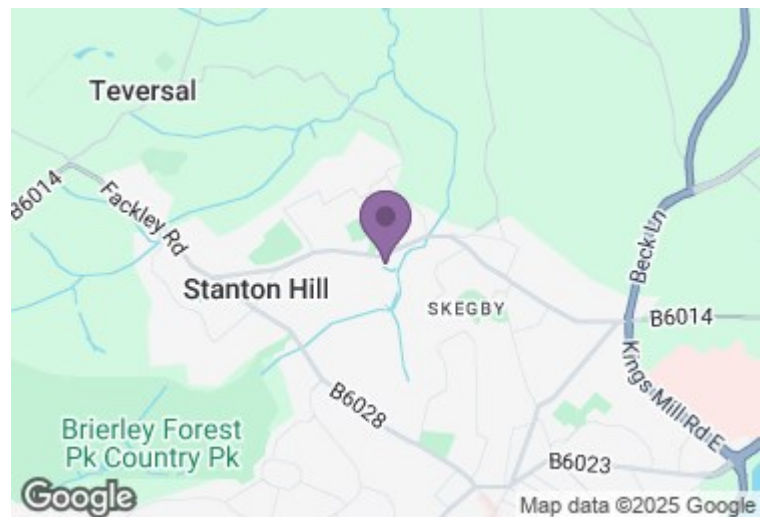 Teversal
B6014
Fackley Rd
Stanton Hill
SKEGBY
Beck Ln
B6014
Kings Mill Rd E
B6028
Brierley Forest
Pk Country Pk
B6023
Google
Map data ©2025 Google